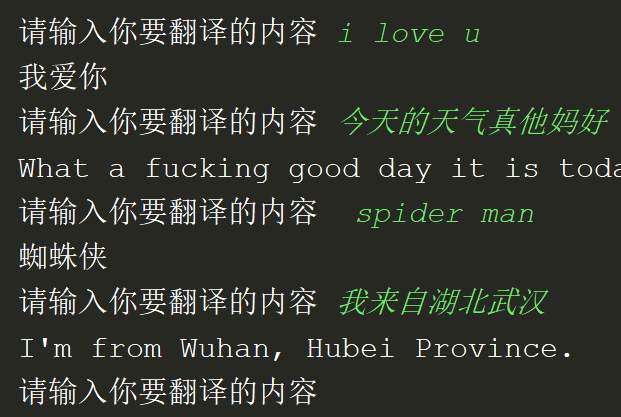 请输入你要翻译的内容 i love u
我爱你
请输入你要翻译的内容 今天的天气真他妈好
What a fucking good day it is toda
请输入你要翻译的内容  spider man
蜘蛛侠
请输入你要翻译的内容 我来自湖北武汉
I'm from Wuhan, Hubei Province.
请输入你要翻译的内容